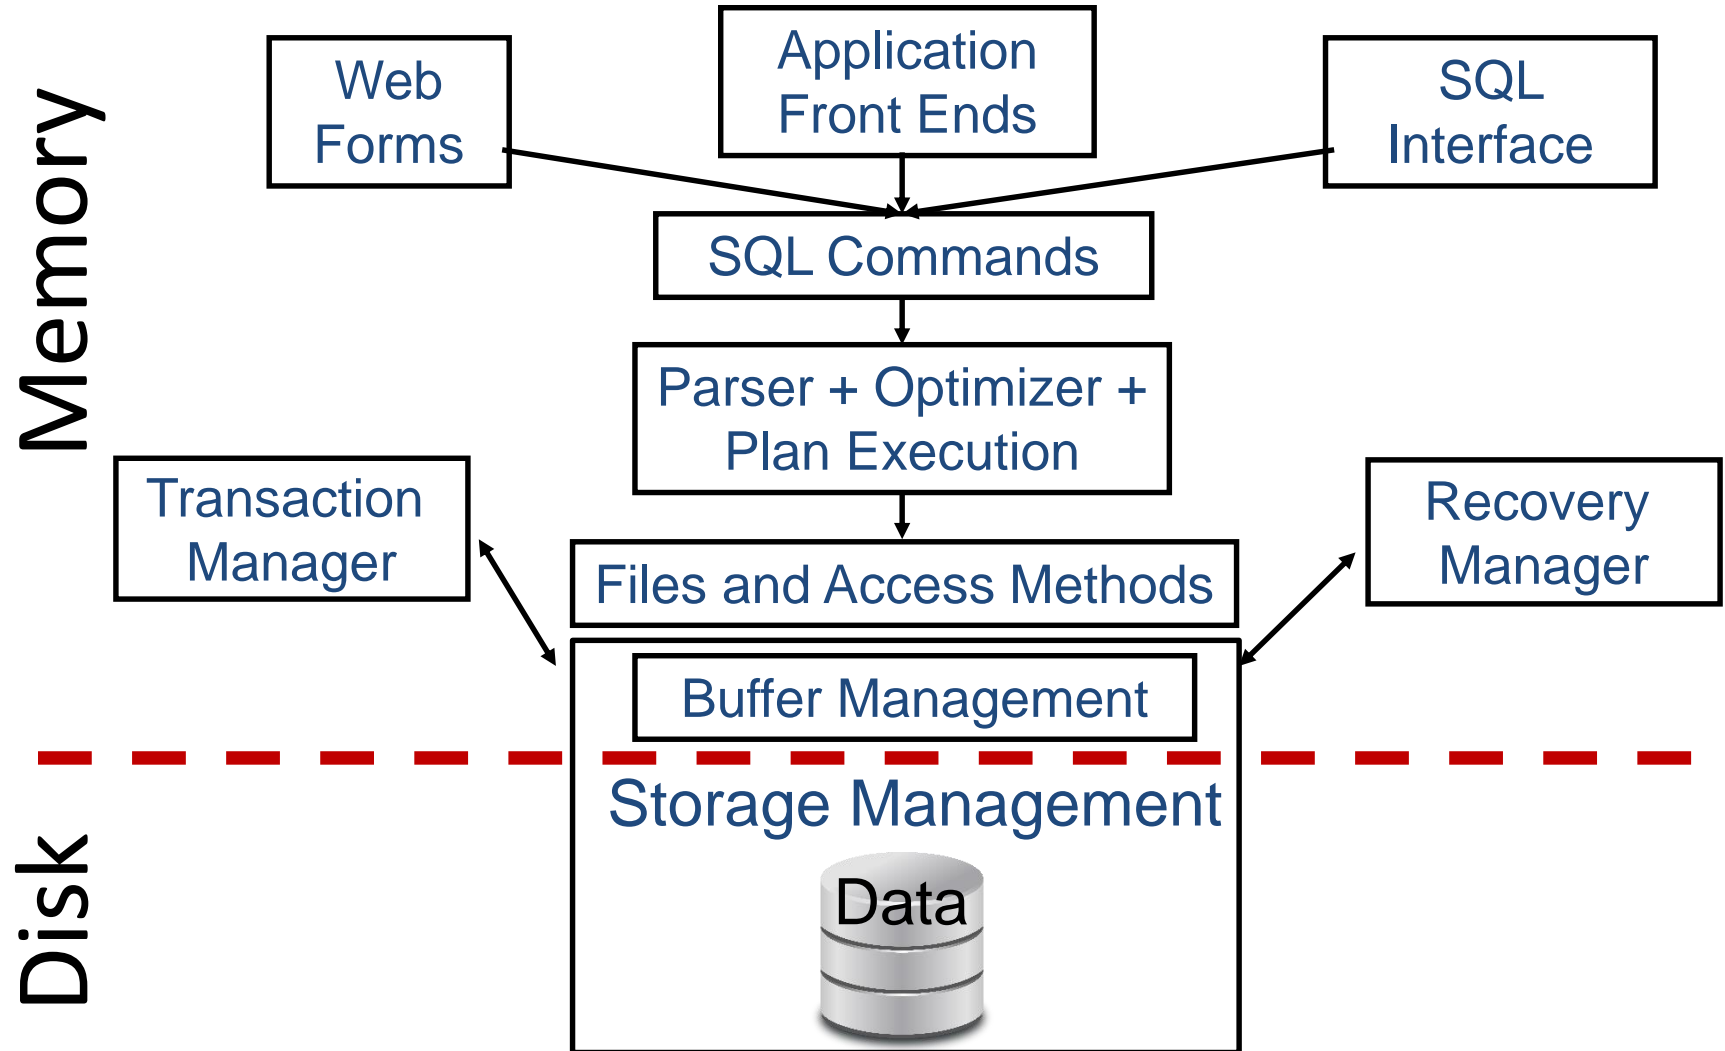 Memory
Web
Forms
Application
Front Ends
SQL
Interface
SQL Commands
Parser + Optimizer +
Plan Execution
Transaction
Manager
Recovery
Manager
Files and Access Methods
Buffer Management
Disk
Storage Management
Data